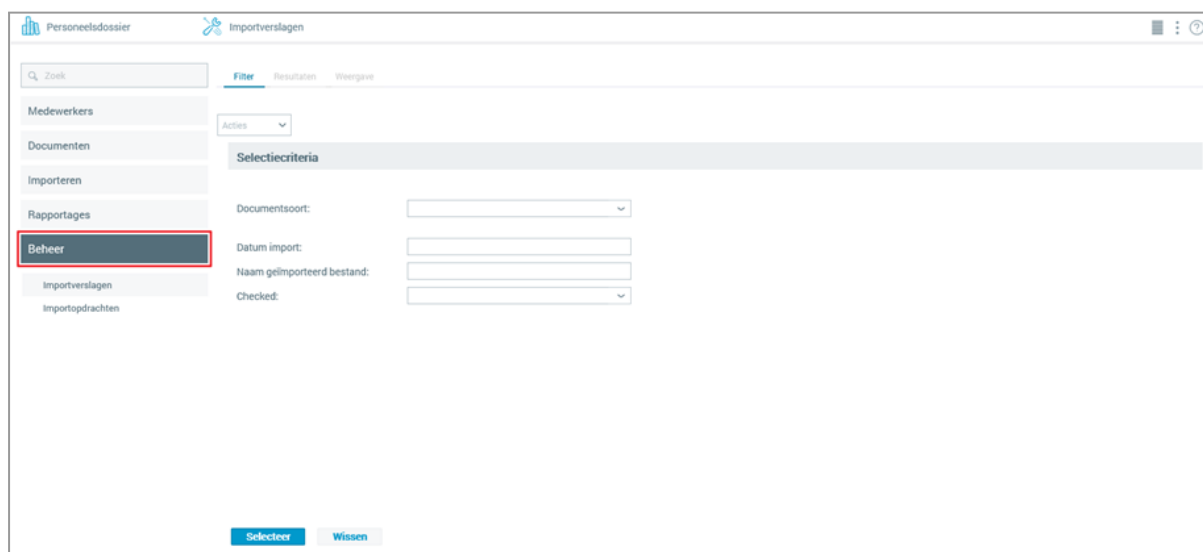 Personeelsdossier
Importverslagen
Zoek
Medewerkers
Documenten
Importeren
Rapportages
Beheer
Importverslagen
Importopdrachten
Filter Resultaten Weergave
Acties
Selectiecriteria
Documentsoort:
Datum import:
Naam geïmporteerd bestand:
Checked:
Selecteer Wissen